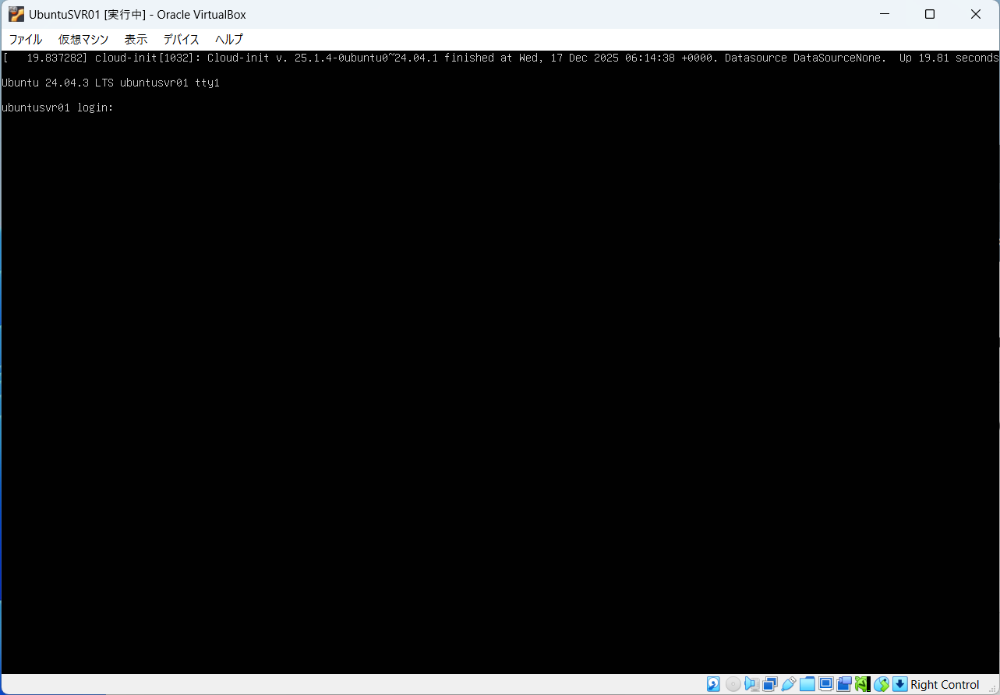 UbuntuSVR01 [実行中] - Oracle VirtualBox
ファイル 仮想マシン 表示 デバイス ヘルプ
[   19.837282] cloud-init[1032]: Cloud-init v. 25.1.4-0ubuntu0~24.04.1 finished at Wed, 17 Dec 2025 06:14:38 +0000. Datasource DataSourceNone.  Up 19.81 seconds
Ubuntu 24.04.3 LTS ubuntusvr01 tty1
ubuntusvr01 login:
Right Control